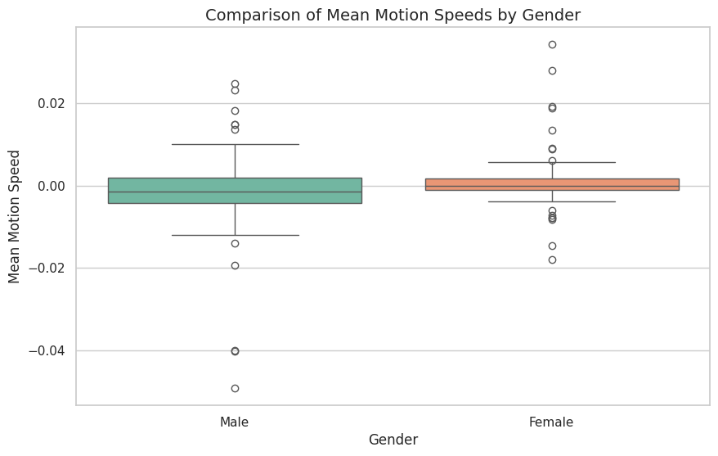 Comparison of Mean Motion Speeds by Gender
Mean Motion Speed
0.02
0.00
−0.02
−0.04
Male
Female
Gender